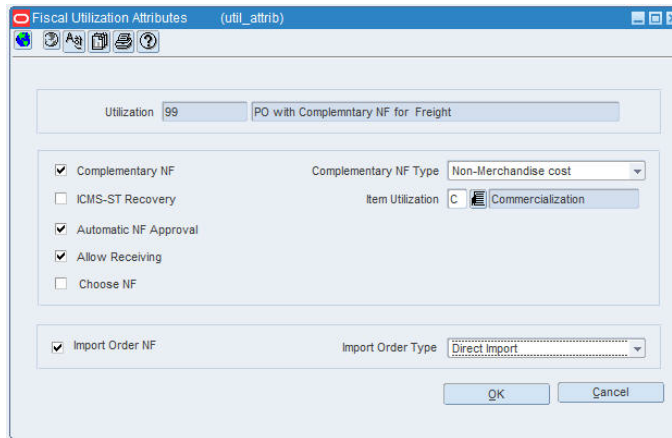 Fiscal Utilization Attributes (util_attrib)
Utilization 99 PO with Complemntary NF for Freight
Complementary NF Complementary NF Type Non-Merchandise cost
ICMS-ST Recovery Item Utilization C Commercialization
Automatic NF Approval
Allow Receiving
Choose NF
Import Order NF Import Order Type Direct Import
OK Cancel